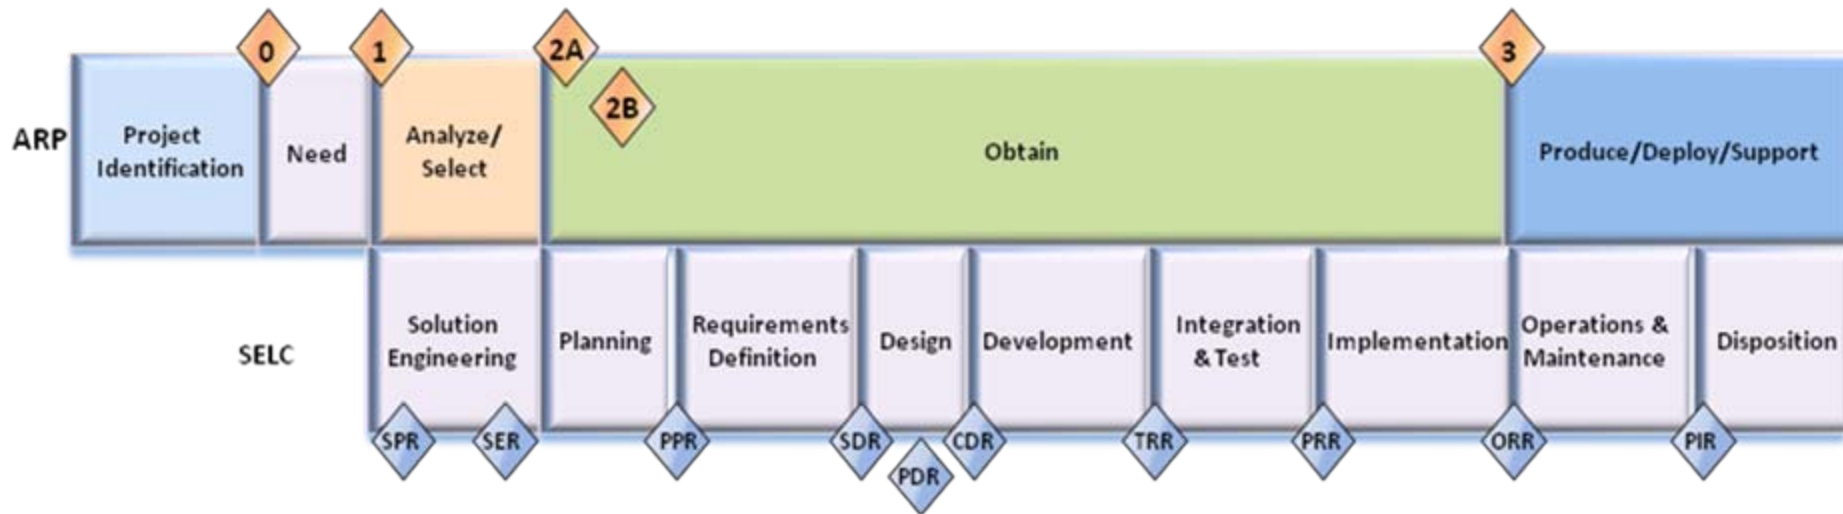 0
1
2A
3
2B
ARP
Project
Identification
Need
Analyze/
Select
Obtain
Produce/Deploy/Support
SELC
Solution
Engineering
Planning
Requirements
Definition
Design
Development
Integration
& Test
Implementation
Operations &
Maintenance
Disposition
SPR
SER
PPR
SDR
PDR
CDR
TRR
PRR
ORR
PIR